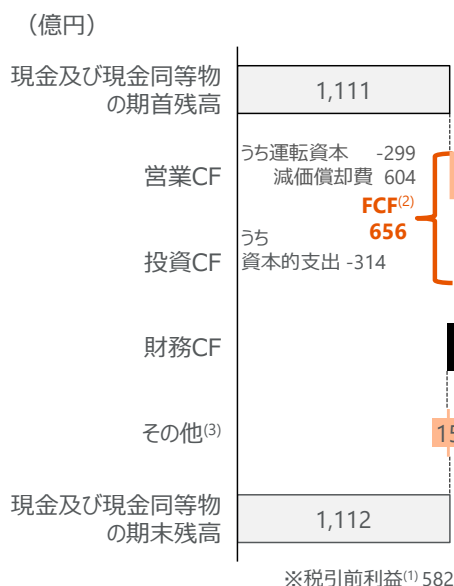 （億円）
現金及び現金同等物
の期首残高
1,111
営業CF
うち運転資本 -299
減価償却費 604
FCF(2)
656
投資CF
うち
資本的支出 -314
財務CF
その他(3)
現金及び現金同等物
の期末残高
1,112
※税引前利益(1) 582